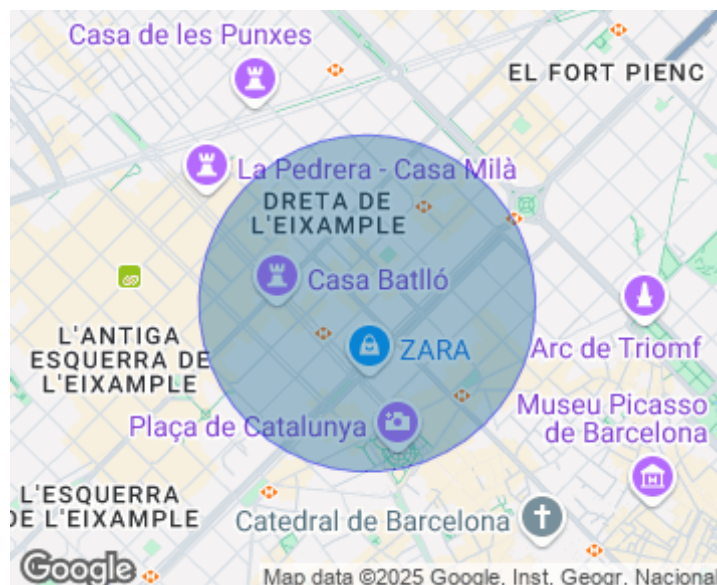 Casa de les Punxes
EL FORT PIENC
La Pedrera - Casa Milà
DRETA DE
L'EIXAMPLE
Casa Batlló
L'ANTIGA
ESQUERRA DE
L'EIXAMPLE
ZARA
Arc de Triomf
Plaça de Catalunya
Museu Picasso
de Barcelona
L'ESQUERRA
DE L'EIXAMPLE
Catedral de Barcelona
Google
Map data ©2025 Google, Inst. Geogr. Nacional